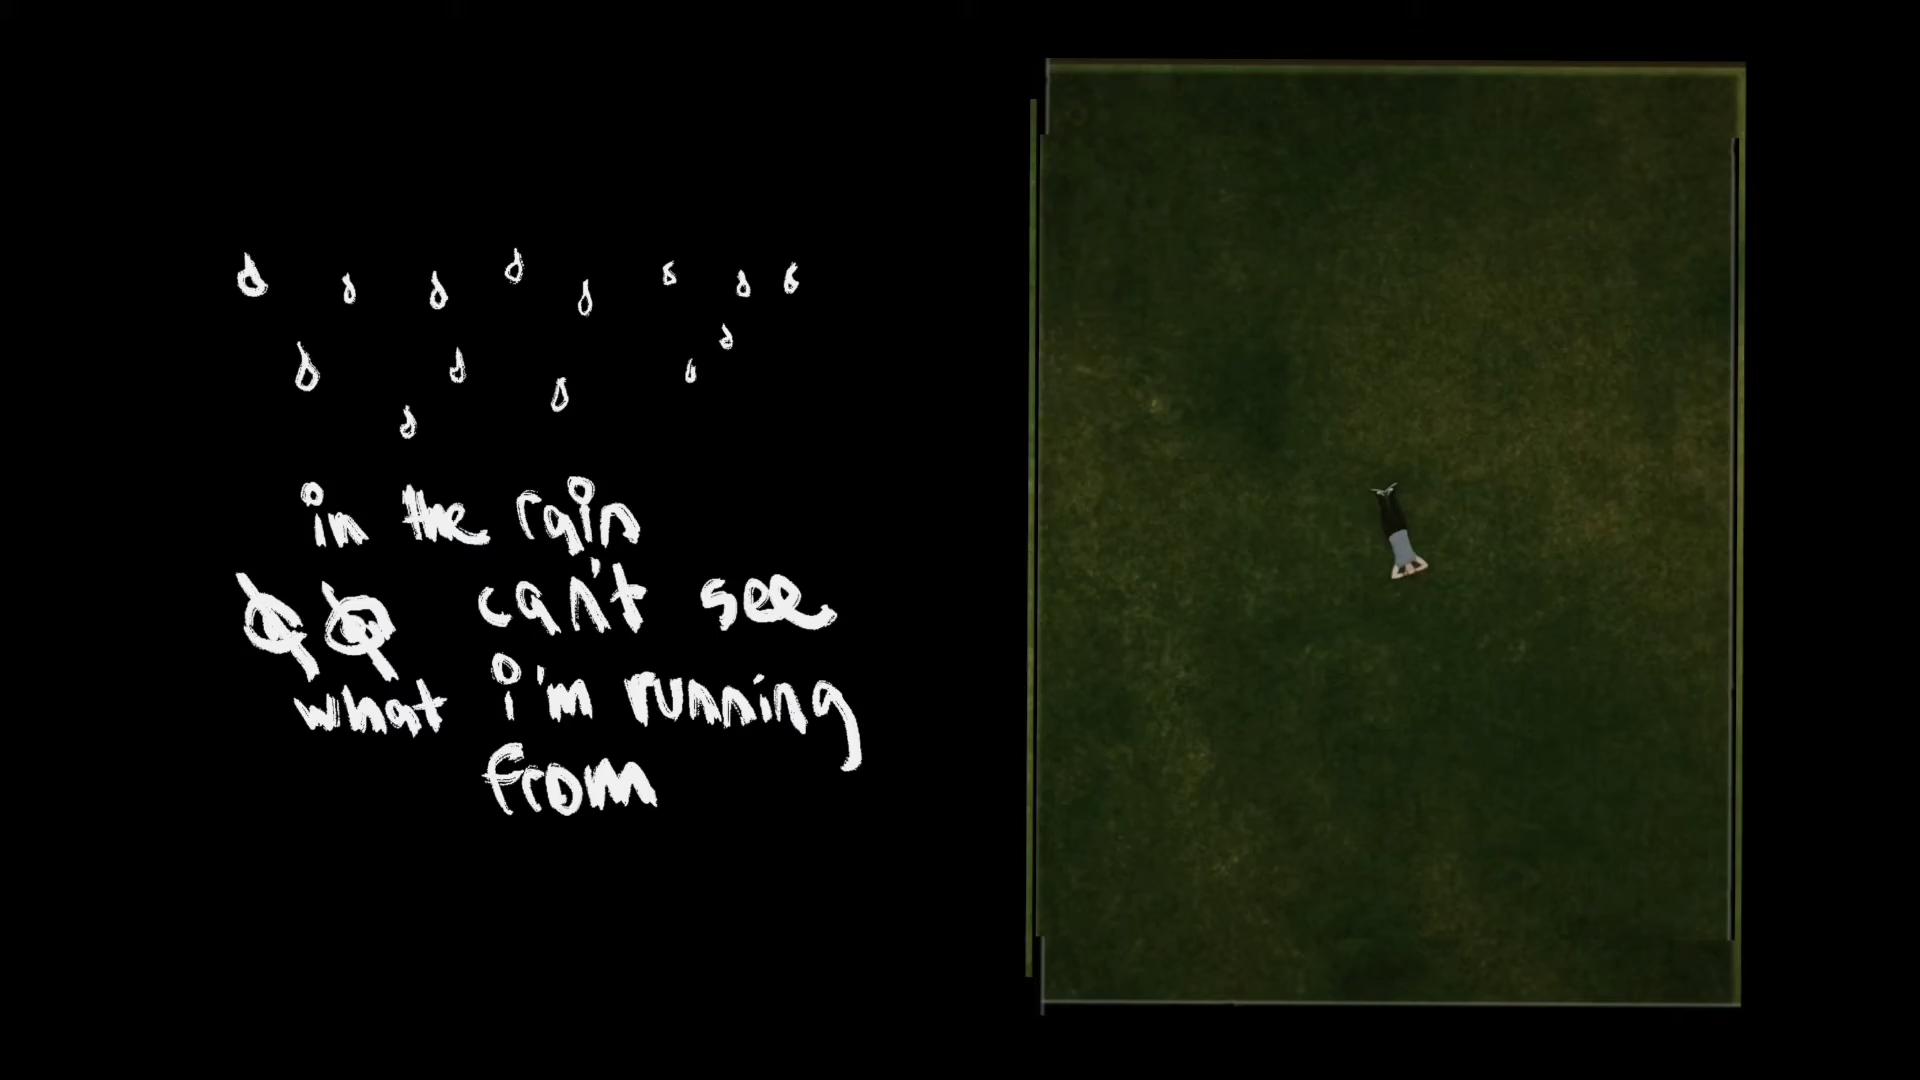 in the rain
can't see
what i'm running
from